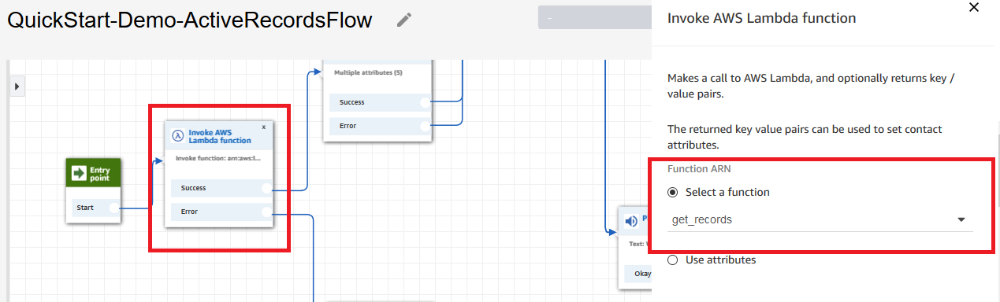 QuickStart-Demo-ActiveRecordsFlow
-
Multiple attributes (5)
Success
Error
Invoke AWS
Lambda function
x
Invoke function: arn:aws:l...
Success
Error
Entry
point
Start
Text:
Okay
Invoke AWS Lambda function
Makes a call to AWS Lambda, and optionally returns key /
value pairs.
The returned key value pairs can be used to set contact
attributes.
Function ARN
Select a function
get_records
Use attributes